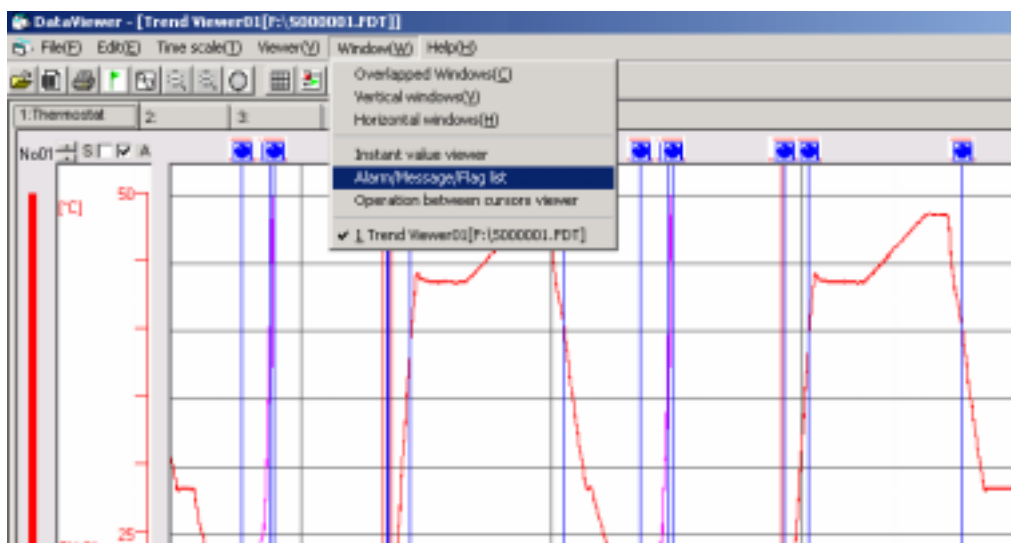 DataViewer - [Trend Viewer01[F:\S000001.FDT]]
File(F) Edit(E) Time scale(T) Viewer(V) Window(W) Help(H)
Overlapped Windows(C)
Vertical windows(V)
Horizontal windows(H)
Instant value viewer
Alarm/Message/Flag list
Operation between cursors viewer
✔ 1 Trend Viewer01[F:\S000001.FDT]
1:Thermostat 2: 3:
No01 S A
50
[°C]
25